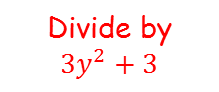 Divide by
3y² + 3